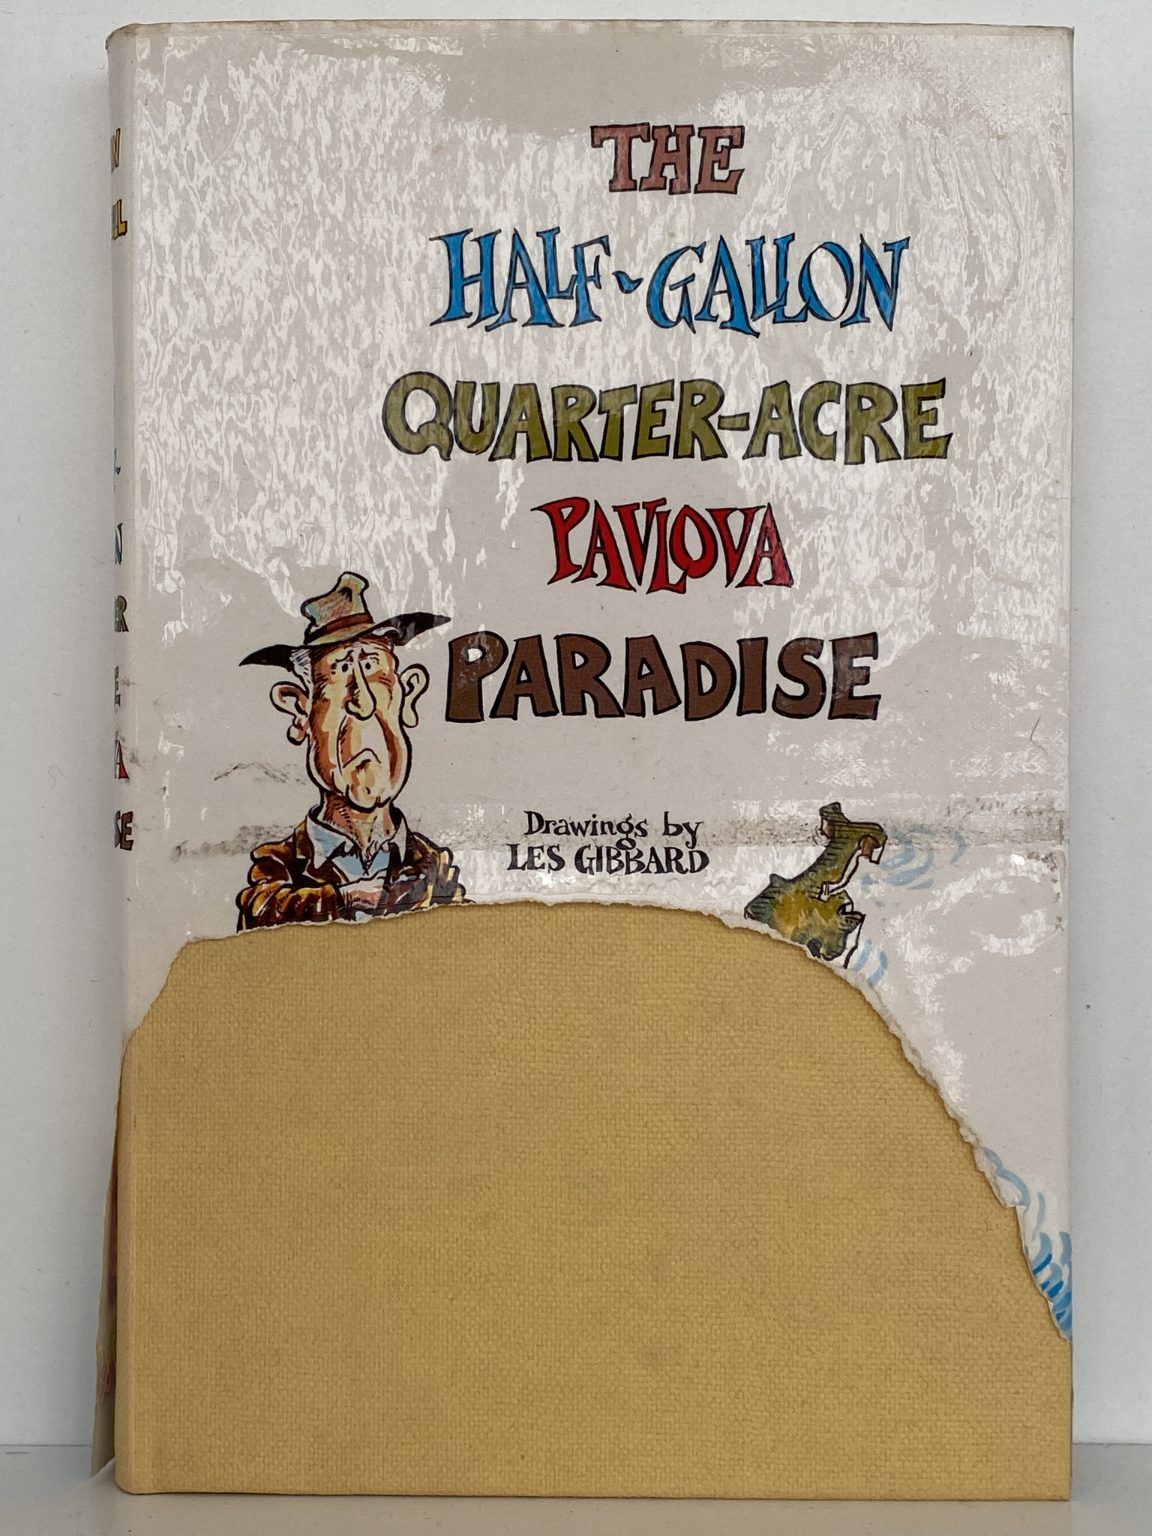 THE
HALF-GALLON
QUARTER-ACRE
PAVLOVA
PARADISE
Drawings by
LES GIBBARD